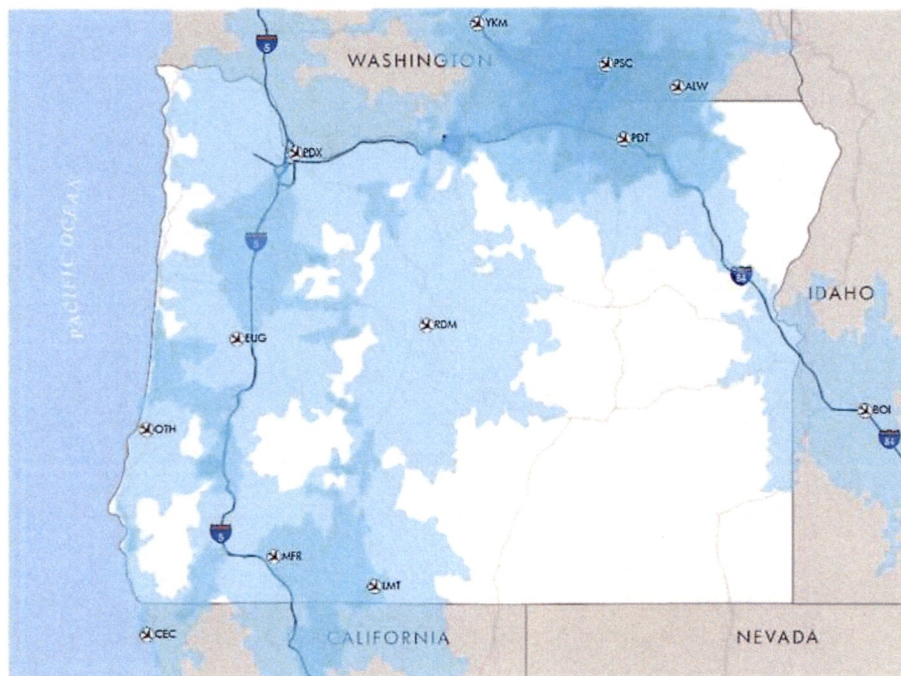 YKM
5
WASHINGTON
PSC
ALW
PDX
PDT
PACIFIC OCEAN
5
84
IDAHO
EUG
RDM
OTH
BOI
84
5
MFR
LMT
CEC
CALIFORNIA
NEVADA